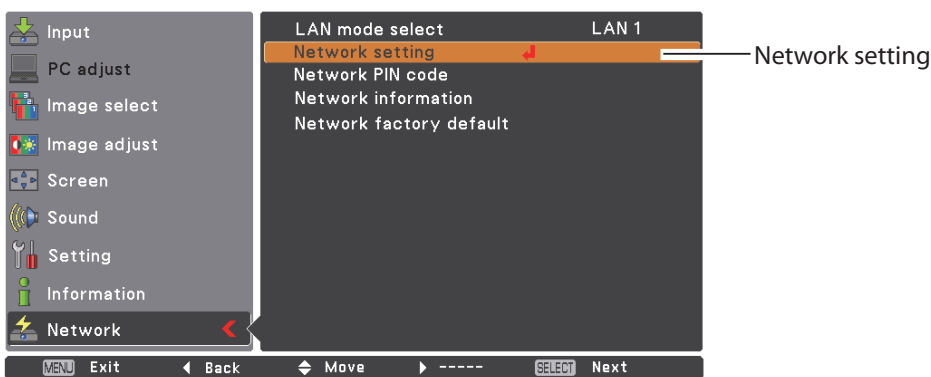 Input
PC adjust
Image select
Image adjust
Screen
Sound
Setting
Information
Network
LAN mode select LAN 1
Network setting
Network PIN code
Network information
Network factory default
Network setting
MENU Exit Back Move ----- SELECT Next